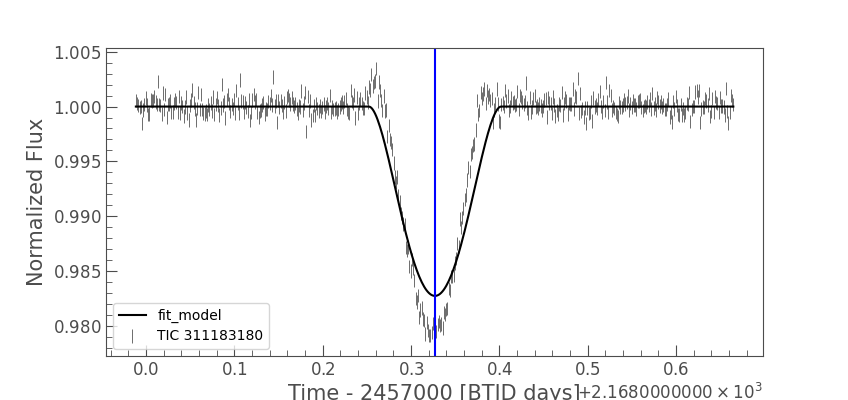 1.005
1.000
0.995
0.990
0.985
0.980
Normalized Flux
fit_model
TIC 311183180
0.0 0.1 0.2 0.3 0.4 0.5 0.6
Time - 2457000 [BTJD days]
+2.1680000000 × 10³